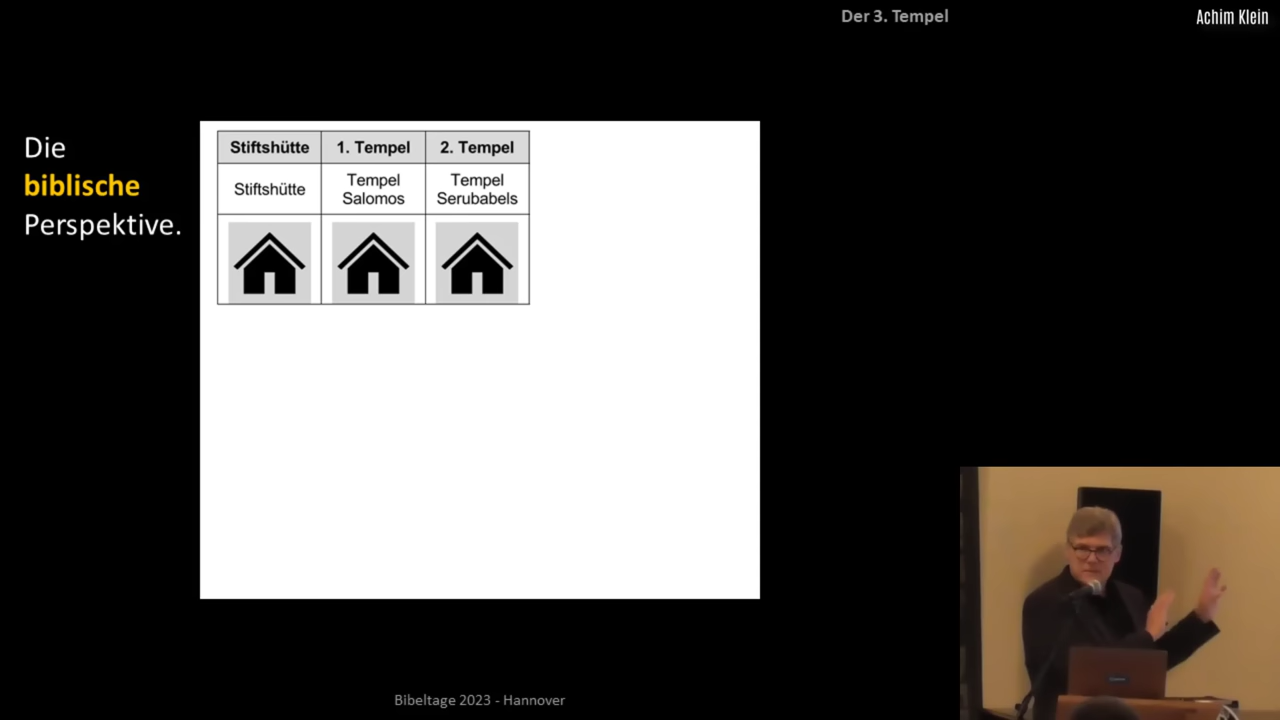 Der 3. Tempel
Achim Klein
Die
biblische
Perspektive.
Stiftshütte 1. Tempel 2. Tempel
Stiftshütte Tempel Salomos Tempel Serubabels
Bibeltage 2023 - Hannover